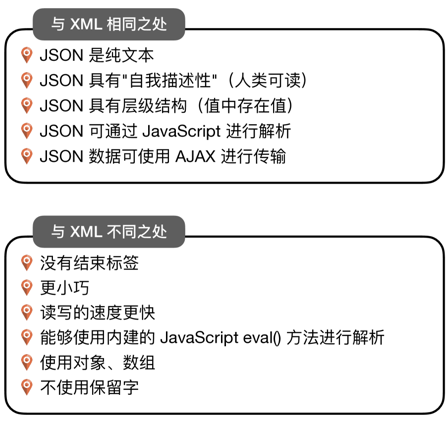 与 XML 相同之处
JSON 是纯文本
JSON 具有"自我描述性"（人类可读）
JSON 具有层级结构（值中存在值）
JSON 可通过 JavaScript 进行解析
JSON 数据可使用 AJAX 进行传输
与 XML 不同之处
没有结束标签
更小巧
读写的速度更快
能够使用内建的 JavaScript eval() 方法进行解析
使用对象、数组
不使用保留字